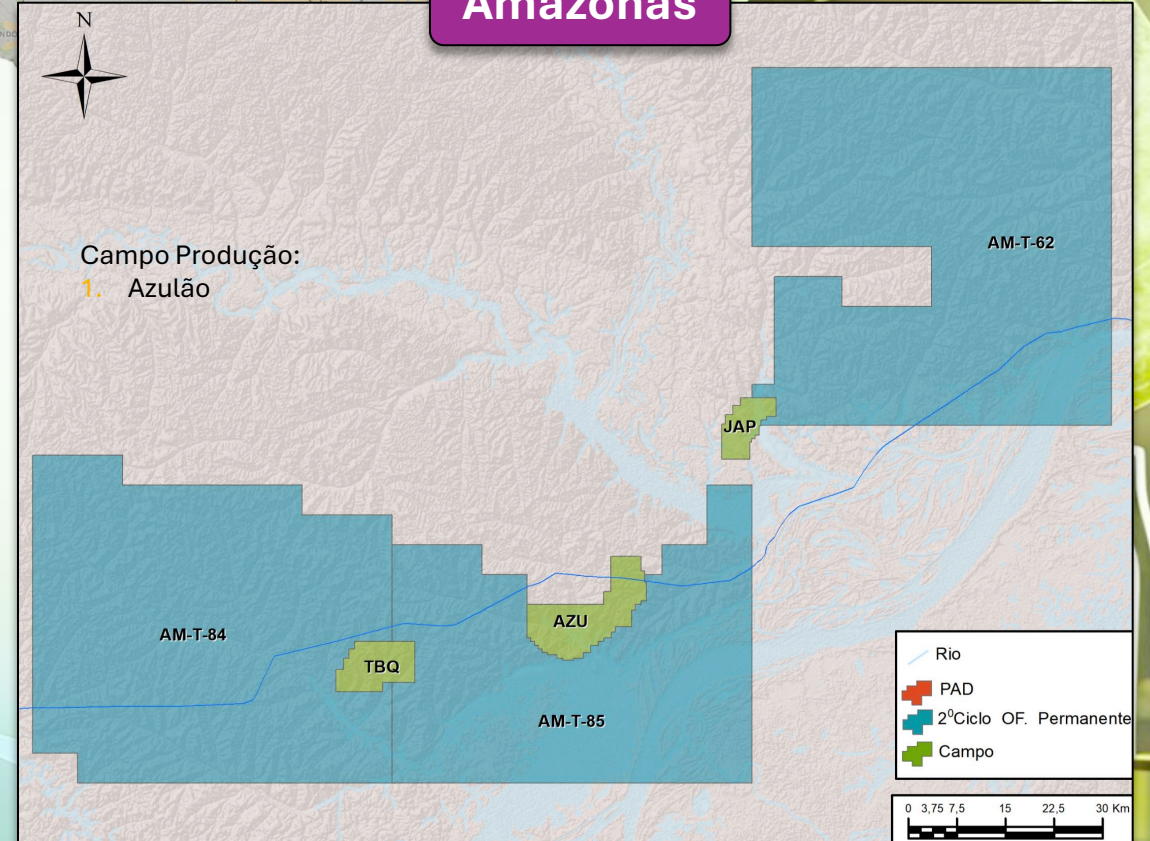 Amazonas
N
Campo Produção:
1. Azulão
AM-T-62
JAP
AZU
AM-T-84
TBQ
AM-T-85
Rio
PAD
2⁰Ciclo OF. Permanente
Campo
0 3,75 7,5 15 22,5 30 Km